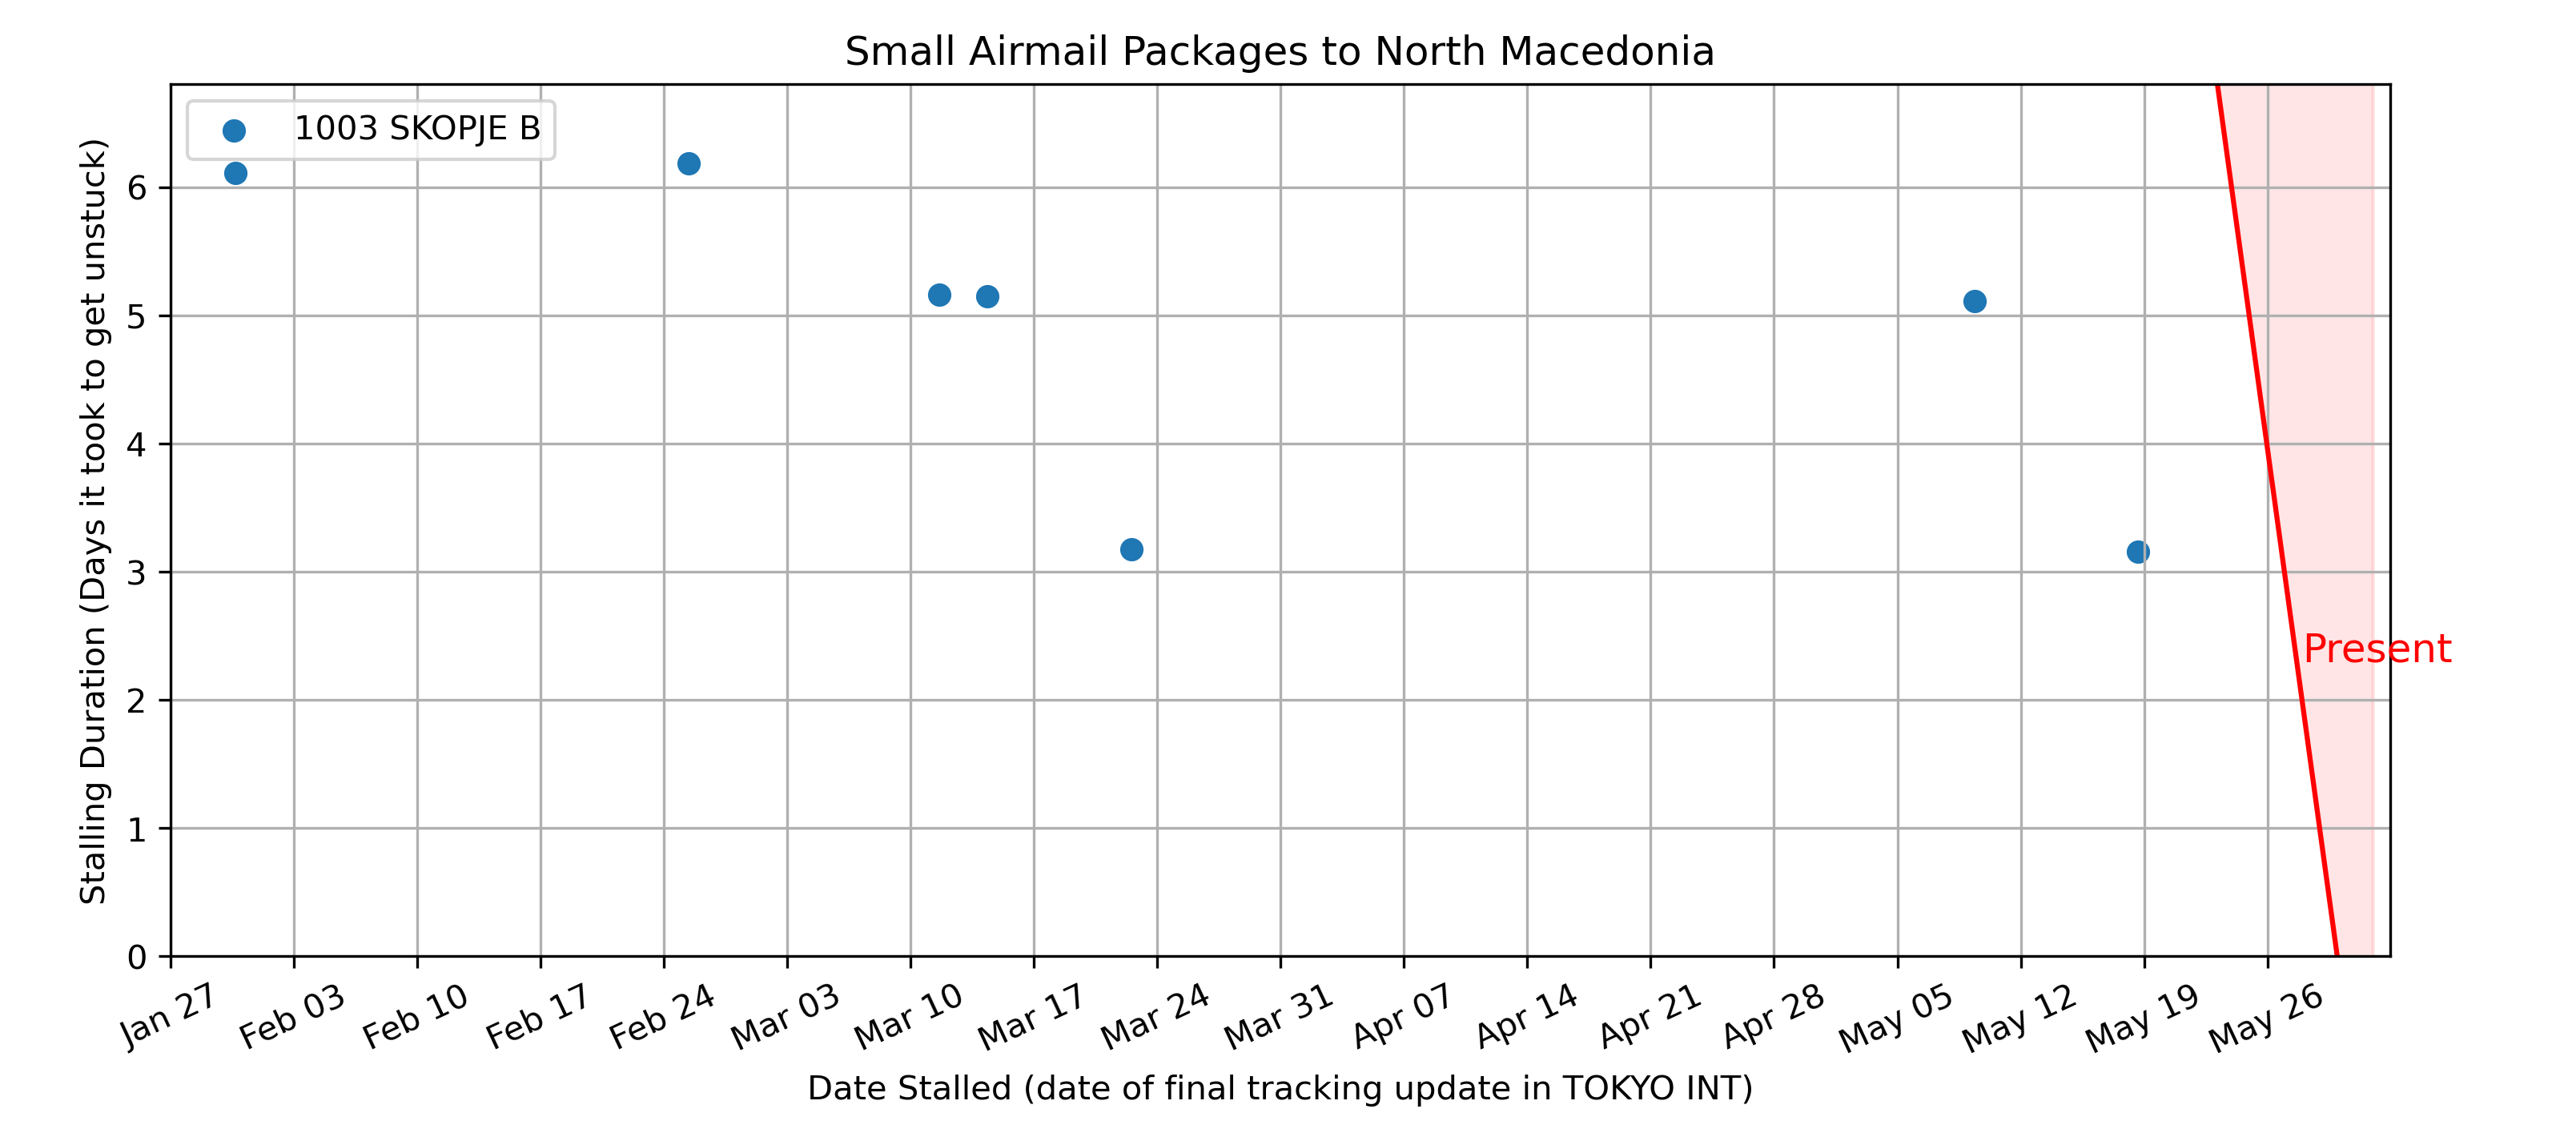 Small Airmail Packages to North Macedonia
1003 SKOPJE B
Stalling Duration (Days it took to get unstuck)
6
5
4
3
2
1
0
Present
Jan 27
Feb 03
Feb 10
Feb 17
Feb 24
Mar 03
Mar 10
Mar 17
Mar 24
Mar 31
Apr 07
Apr 14
Apr 21
Apr 28
May 05
May 12
May 19
May 26
Date Stalled (date of final tracking update in TOKYO INT)